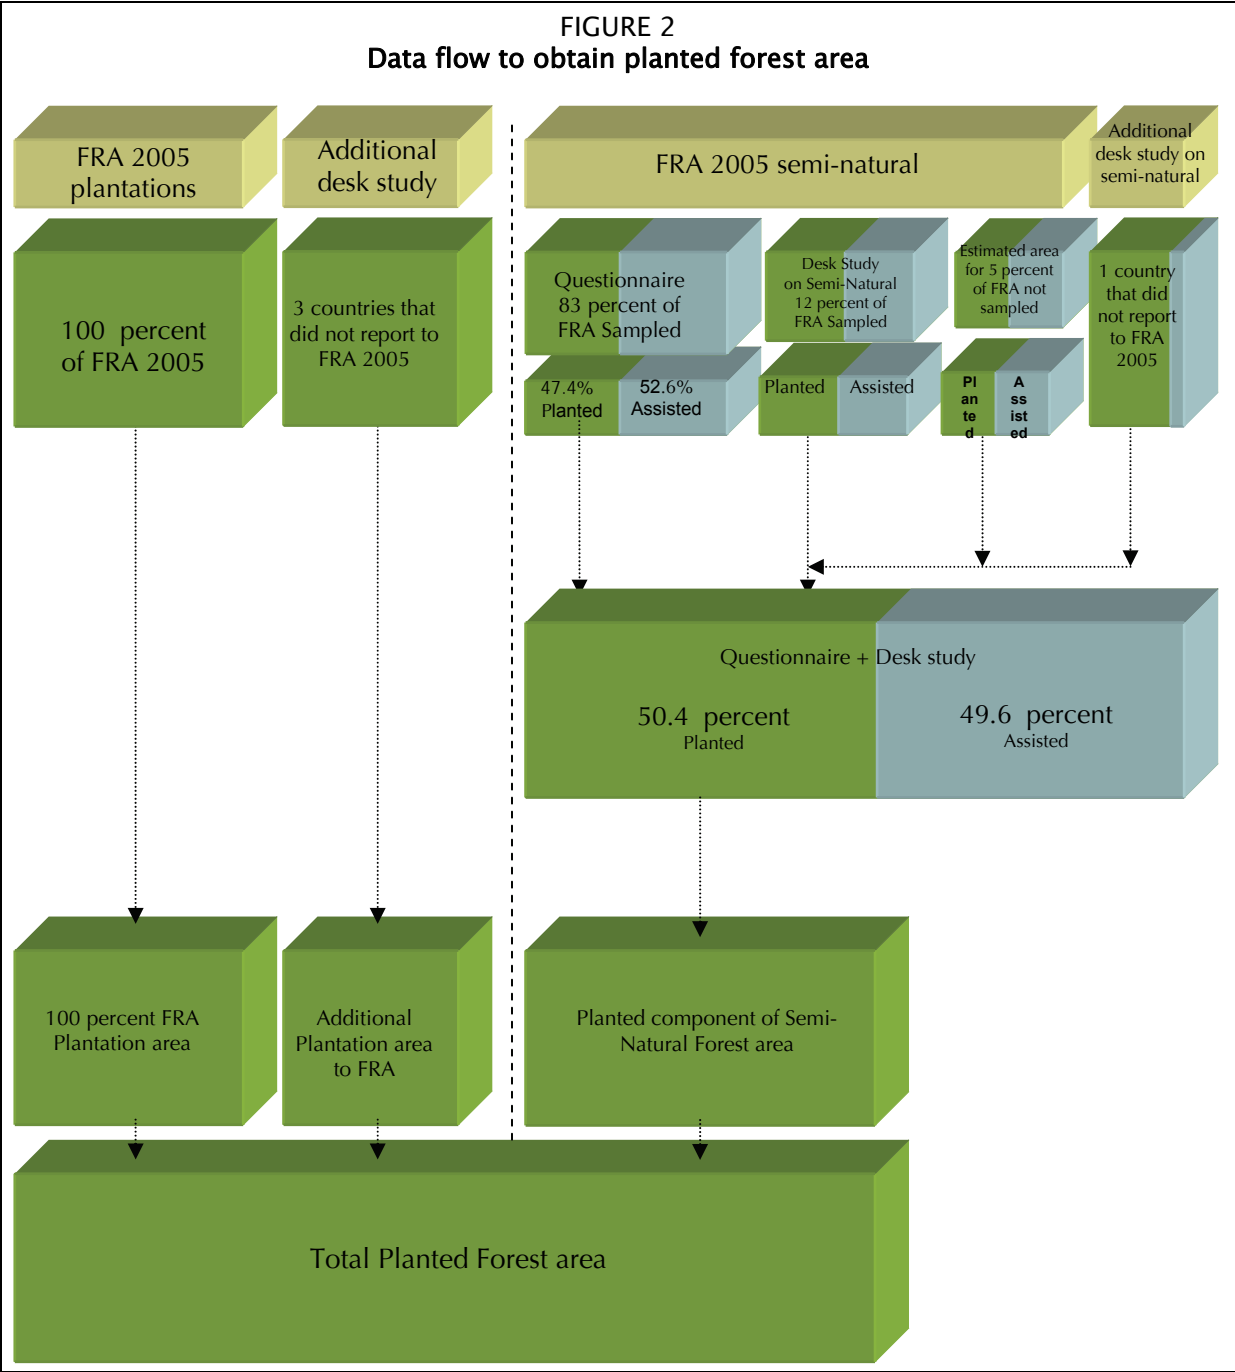 FIGURE 2
Data flow to obtain planted forest area
FRA 2005
plantations
Additional
desk study
FRA 2005 semi-natural
Additional
desk study on
semi-natural
100 percent
of FRA 2005
3 countries that
did not report to
FRA 2005
Questionnaire
83 percent of
FRA Sampled
Desk Study
on Semi-Natural
12 percent of
FRA Sampled
Estimated area
for 5 percent
of FRA not
sampled
1 country
that did
not report
to FRA
2005
47.4%
Planted
52.6%
Assisted
Planted
Assisted
Pl
an
te
d
A
ss
ist
ed
Questionnaire + Desk study
50.4 percent
Planted
49.6 percent
Assisted
100 percent FRA
Plantation area
Additional
Plantation area
to FRA
Planted component of Semi-
Natural Forest area
Total Planted Forest area